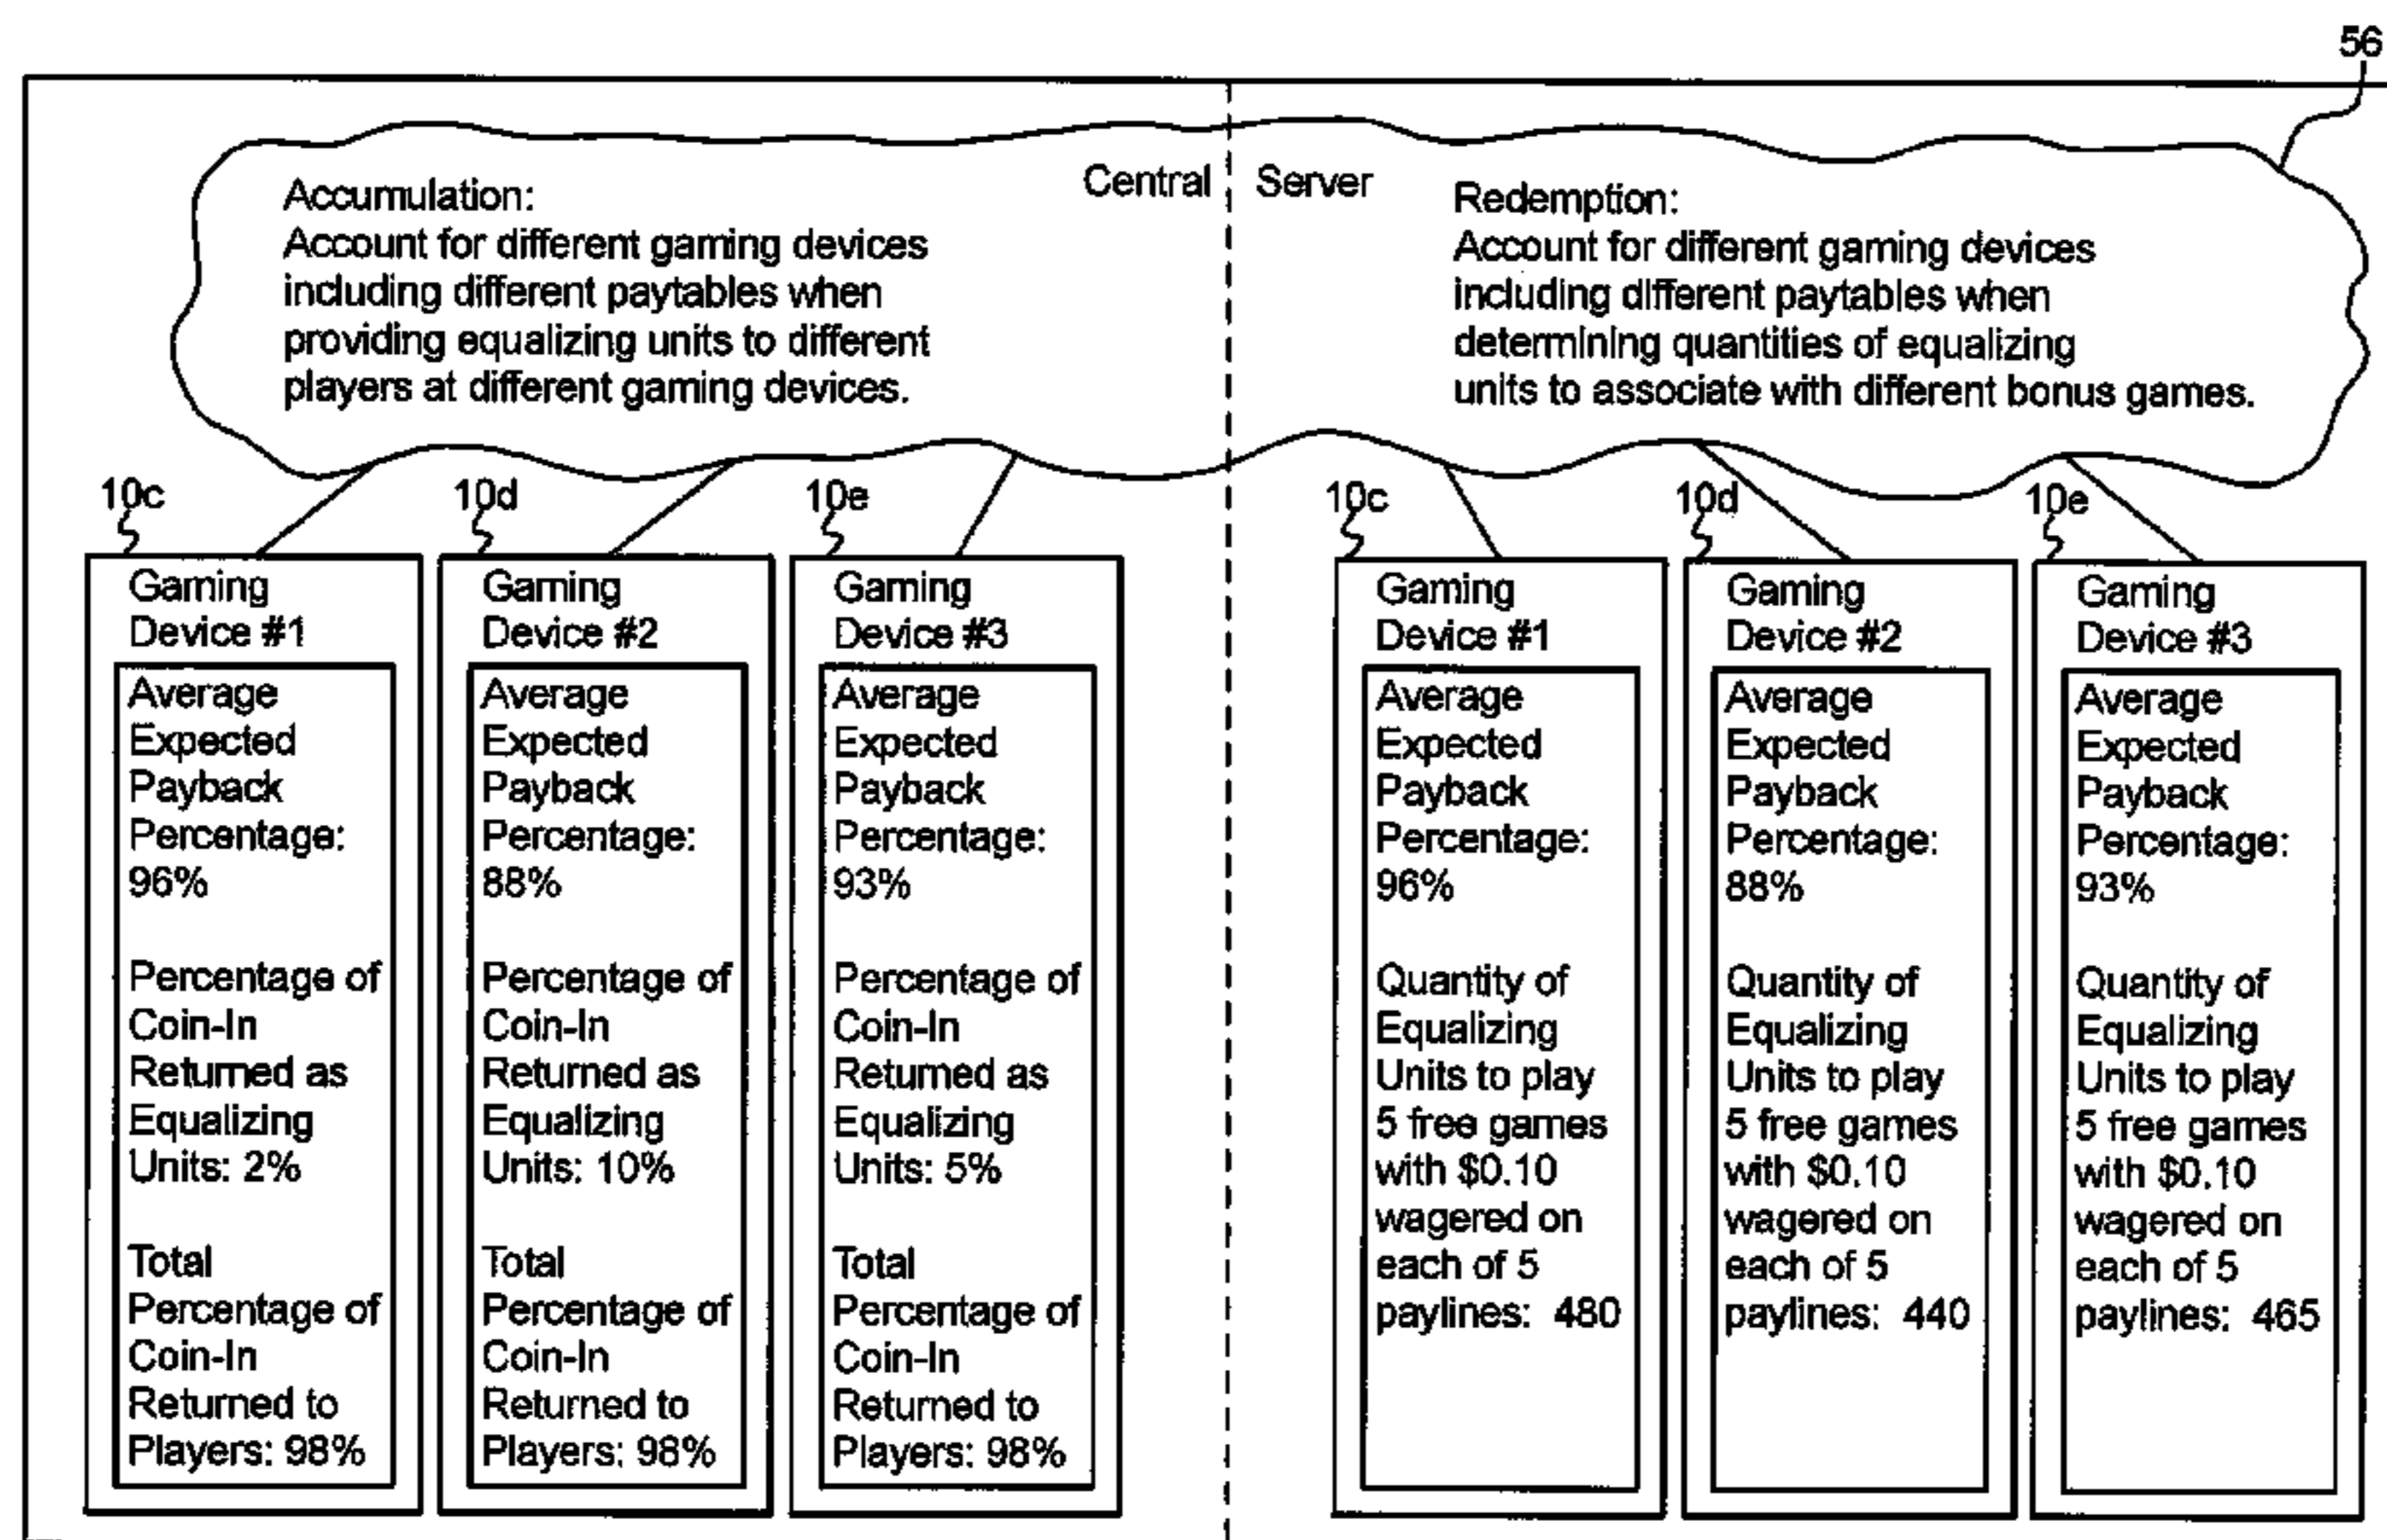 56
Central Server
Accumulation:
Account for different gaming devices
including different paytables when
providing equalizing units to different
players at different gaming devices.
Redemption:
Account for different gaming devices
including different paytables when
determining quantities of equalizing
units to associate with different bonus games.
10c
Gaming
Device #1
Average
Expected
Payback
Percentage:
96%
Percentage of
Coin-In
Returned as
Equalizing
Units: 2%
Total
Percentage of
Coin-In
Returned to
Players: 98%
10d
Gaming
Device #2
Average
Expected
Payback
Percentage:
88%
Percentage of
Coin-In
Returned as
Equalizing
Units: 10%
Total
Percentage of
Coin-In
Returned to
Players: 98%
10e
Gaming
Device #3
Average
Expected
Payback
Percentage:
93%
Percentage of
Coin-In
Returned as
Equalizing
Units: 5%
Total
Percentage of
Coin-In
Returned to
Players: 98%
10c
Gaming
Device #1
Average
Expected
Payback
Percentage:
96%
Quantity of
Equalizing
Units to play
5 free games
with $0.10
wagered on
each of 5
paylines: 480
10d
Gaming
Device #2
Average
Expected
Payback
Percentage:
88%
Quantity of
Equalizing
Units to play
5 free games
with $0.10
wagered on
each of 5
paylines: 440
10e
Gaming
Device #3
Average
Expected
Payback
Percentage:
93%
Quantity of
Equalizing
Units to play
5 free games
with $0.10
wagered on
each of 5
paylines: 465